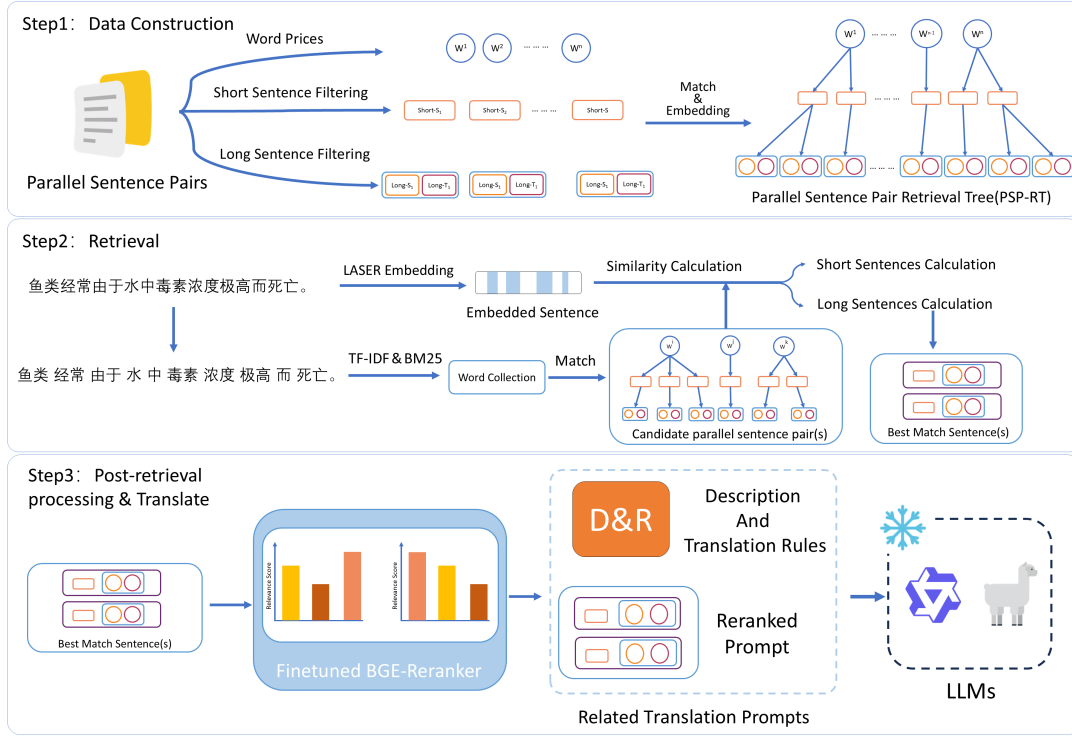 Step1： Data Construction
Word Prices
W¹
W²
... ... ...
Wⁿ
Short Sentence Filtering
Short-S₁
Short-S₂
... ... ...
Short-S
Long Sentence Filtering
Long-S₁
Long-T₁
Long-S₁
Long-T₁
Long-S₁
Long-T₁
Parallel Sentence Pairs
Match
&
Embedding
W¹
... ... ...
Wⁿ⁻¹
Wⁿ
... ... ...
... ... ...
Parallel Sentence Pair Retrieval Tree(PSP-RT)
Step2： Retrieval
鱼类经常由于水中毒素浓度极高而死亡。
LASER Embedding
Embedded Sentence
Similarity Calculation
Short Sentences Calculation
Long Sentences Calculation
鱼类 经常 由于 水 中 毒素 浓度 极高 而 死亡。
TF-IDF & BM25
Word Collection
Match
wⁱ
wʲ
wᵏ
Candidate parallel sentence pair(s)
Best Match Sentence(s)
Step3： Post-retrieval
processing & Translate
Best Match Sentence(s)
Relevance Score
Relevance Score
Finetuned BGE-Reranker
D&R
Description
And
Translation Rules
Reranked
Prompt
Related Translation Prompts
LLMs